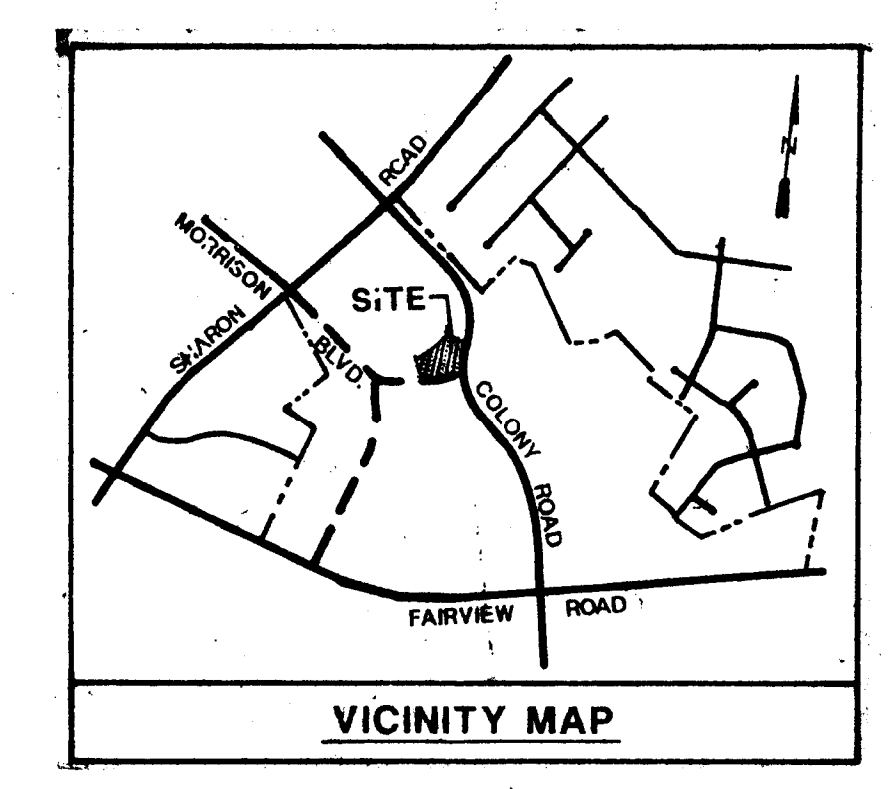 N
RCAD
MORRISON
SiTE
SHARON
BLVD.
COLONY
ROAD
FAIRVIEW ROAD
VICINITY MAP